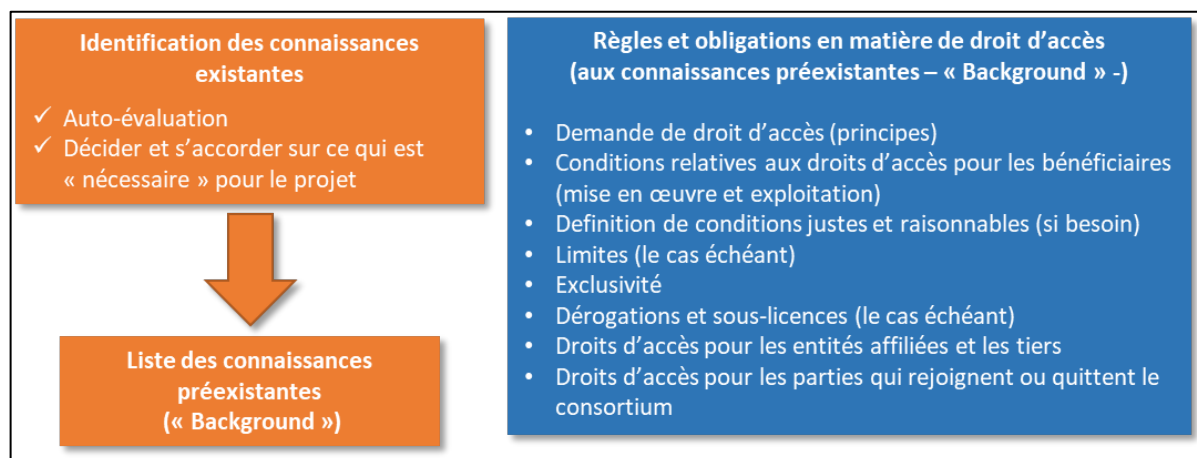 Identification des connaissances
existantes
✓ Auto-évaluation
✓ Décider et s’accorder sur ce qui est
« nécessaire » pour le projet
Liste des connaissances
préexistantes
(« Background »)
Règles et obligations en matière de droit d’accès
(aux connaissances préexistantes – « Background » -)
• Demande de droit d’accès (principes)
• Conditions relatives aux droits d’accès pour les bénéficiaires
(mise en œuvre et exploitation)
• Definition de conditions justes et raisonnables (si besoin)
• Limites (le cas échéant)
• Exclusivité
• Dérogations et sous-licences (le cas échéant)
• Droits d’accès pour les entités affiliées et les tiers
• Droits d’accès pour les parties qui rejoignent ou quittent le
consortium